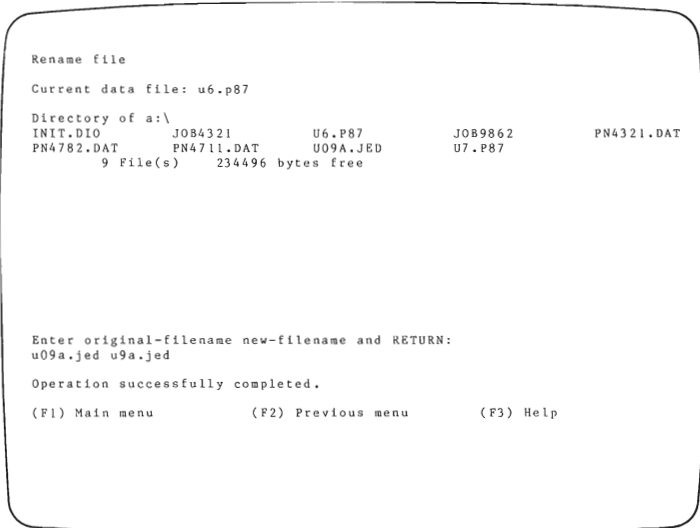 Rename file
Current data file: u6.p87
Directory of a:\
INIT.DIO JOB4321 U6.P87 JOB9862 PN4321.DAT
PN4782.DAT PN4711.DAT U09A.JED U7.P87
9 File(s) 234496 bytes free
Enter original-filename new-filename and RETURN:
u09a.jed u9a.jed
Operation successfully completed.
(F1) Main menu (F2) Previous menu (F3) Help